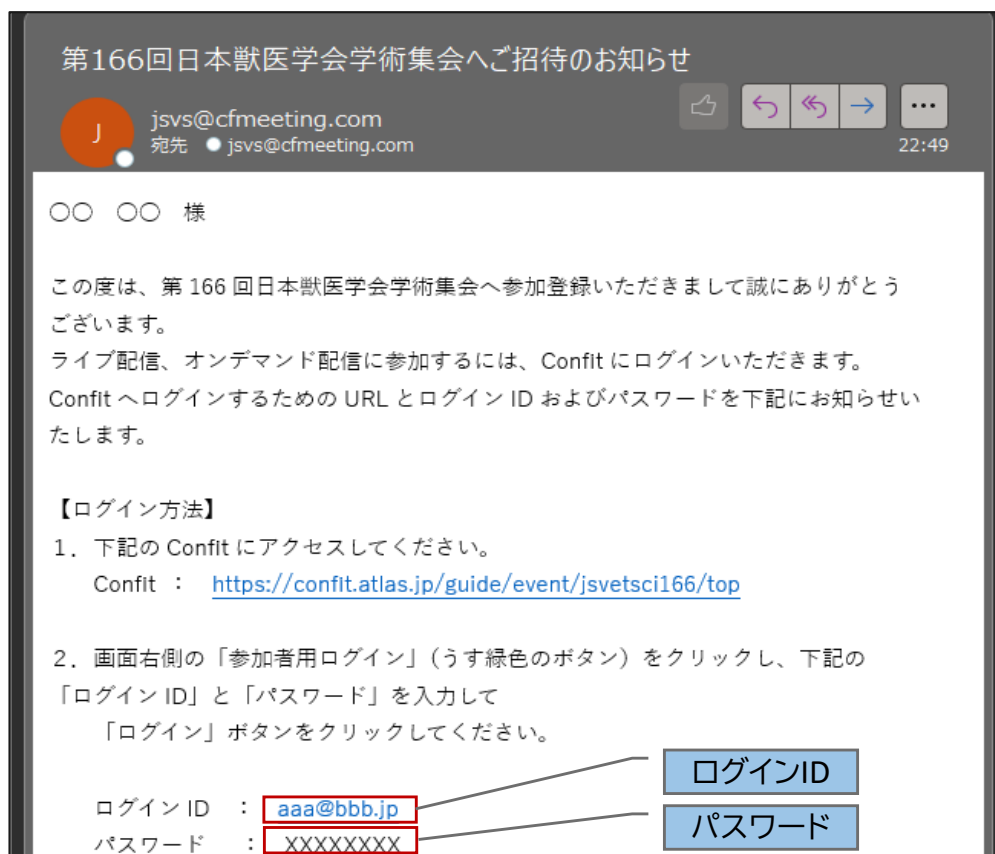 第166回日本獣医学会学術集会へご招待のお知らせ
J
jsvs@cfmeeting.com
宛先 jsvs@cfmeeting.com
22:49
○○ ○○ 様
この度は、第 166 回日本獣医学会学術集会へ参加登録いただきまして誠にありがとう
ございます。
ライブ配信、オンデマンド配信に参加するには、Confit にログインいただきます。
Confit へログインするための URL とログイン ID およびパスワードを下記にお知らせい
たします。
【ログイン方法】
1．下記の Confit にアクセスしてください。
Confit ： https://confit.atlas.jp/guide/event/jsvetsci166/top
2．画面右側の「参加者用ログイン」（うす緑色のボタン）をクリックし、下記の
「ログイン ID」と「パスワード」を入力して
「ログイン」ボタンをクリックしてください。
ログインID
ログイン ID ： aaa@bbb.jp
パスワード
パスワード ： XXXXXXXX